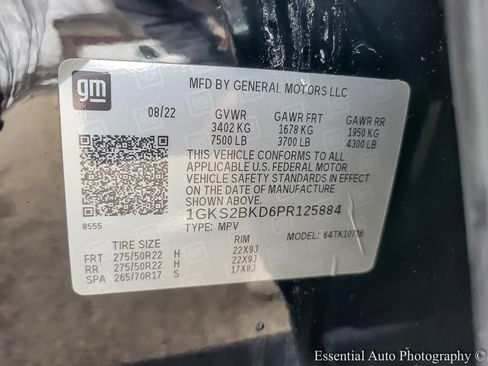 gm
MFD BY GENERAL MOTORS LLC
08/22 GVWR GAWR FRT GAWR RR
3402 KG 1678 KG 1950 KG
7500 LB 3700 LB 4300 LB
THIS VEHICLE CONFORMS TO ALL
APPLICABLE U.S. FEDERAL MOTOR
VEHICLE SAFETY STANDARDS IN EFFECT
ON THE DATE OF MANUFACTURE
SHOWN ABOVE.
8555 1GKS2BKD6PR125884
TYPE: MPV MODEL:
TIRE SIZE RIM
FRT 275/50R22 H 22X9J
RR 275/50R22 H 22X9J
SPA 265/70R17 S 17X8J
Essential Auto Photography ©